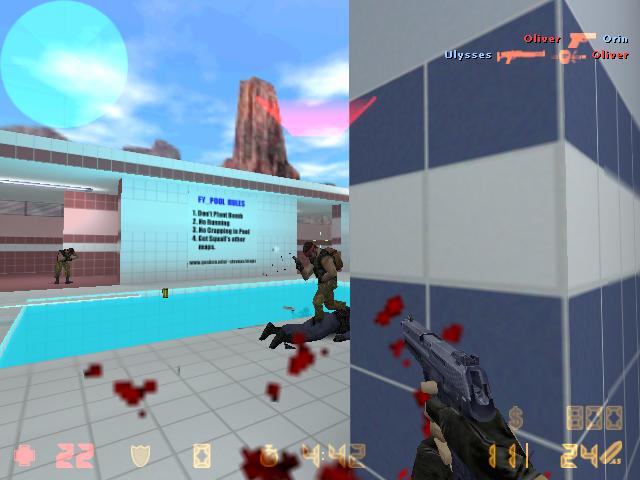 Oliver Orin
Ulysses Oliver
FY_POOL RULES
1. Don't Plant Bomb
2. No Running
3. No Crapping in Pool
4. Get Squall's other
maps.
22
4:42
$ 800
11 | 24